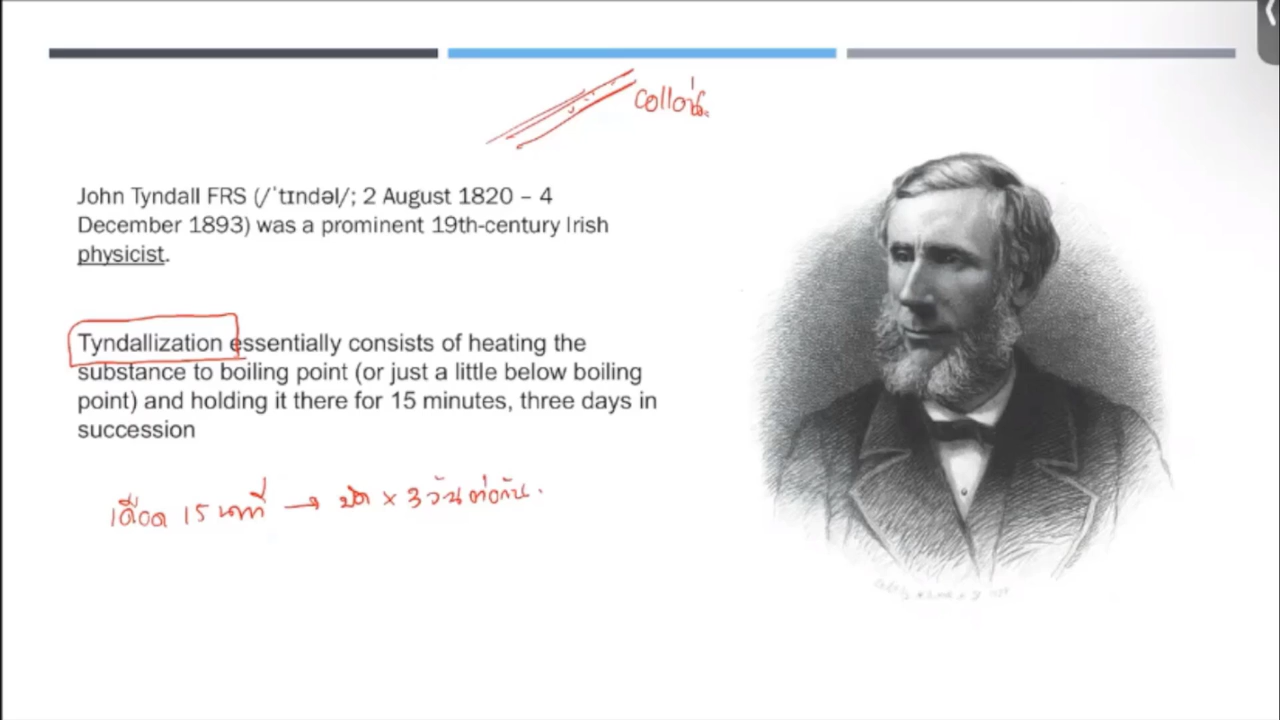 John Tyndall FRS (/ˈtɪndəl/; 2 August 1820 – 4
December 1893) was a prominent 19th-century Irish
physicist.
Tyndallization essentially consists of heating the
substance to boiling point (or just a little below boiling
point) and holding it there for 15 minutes, three days in
succession
เดือด 15 นาที → × 3 วันต่อกัน.